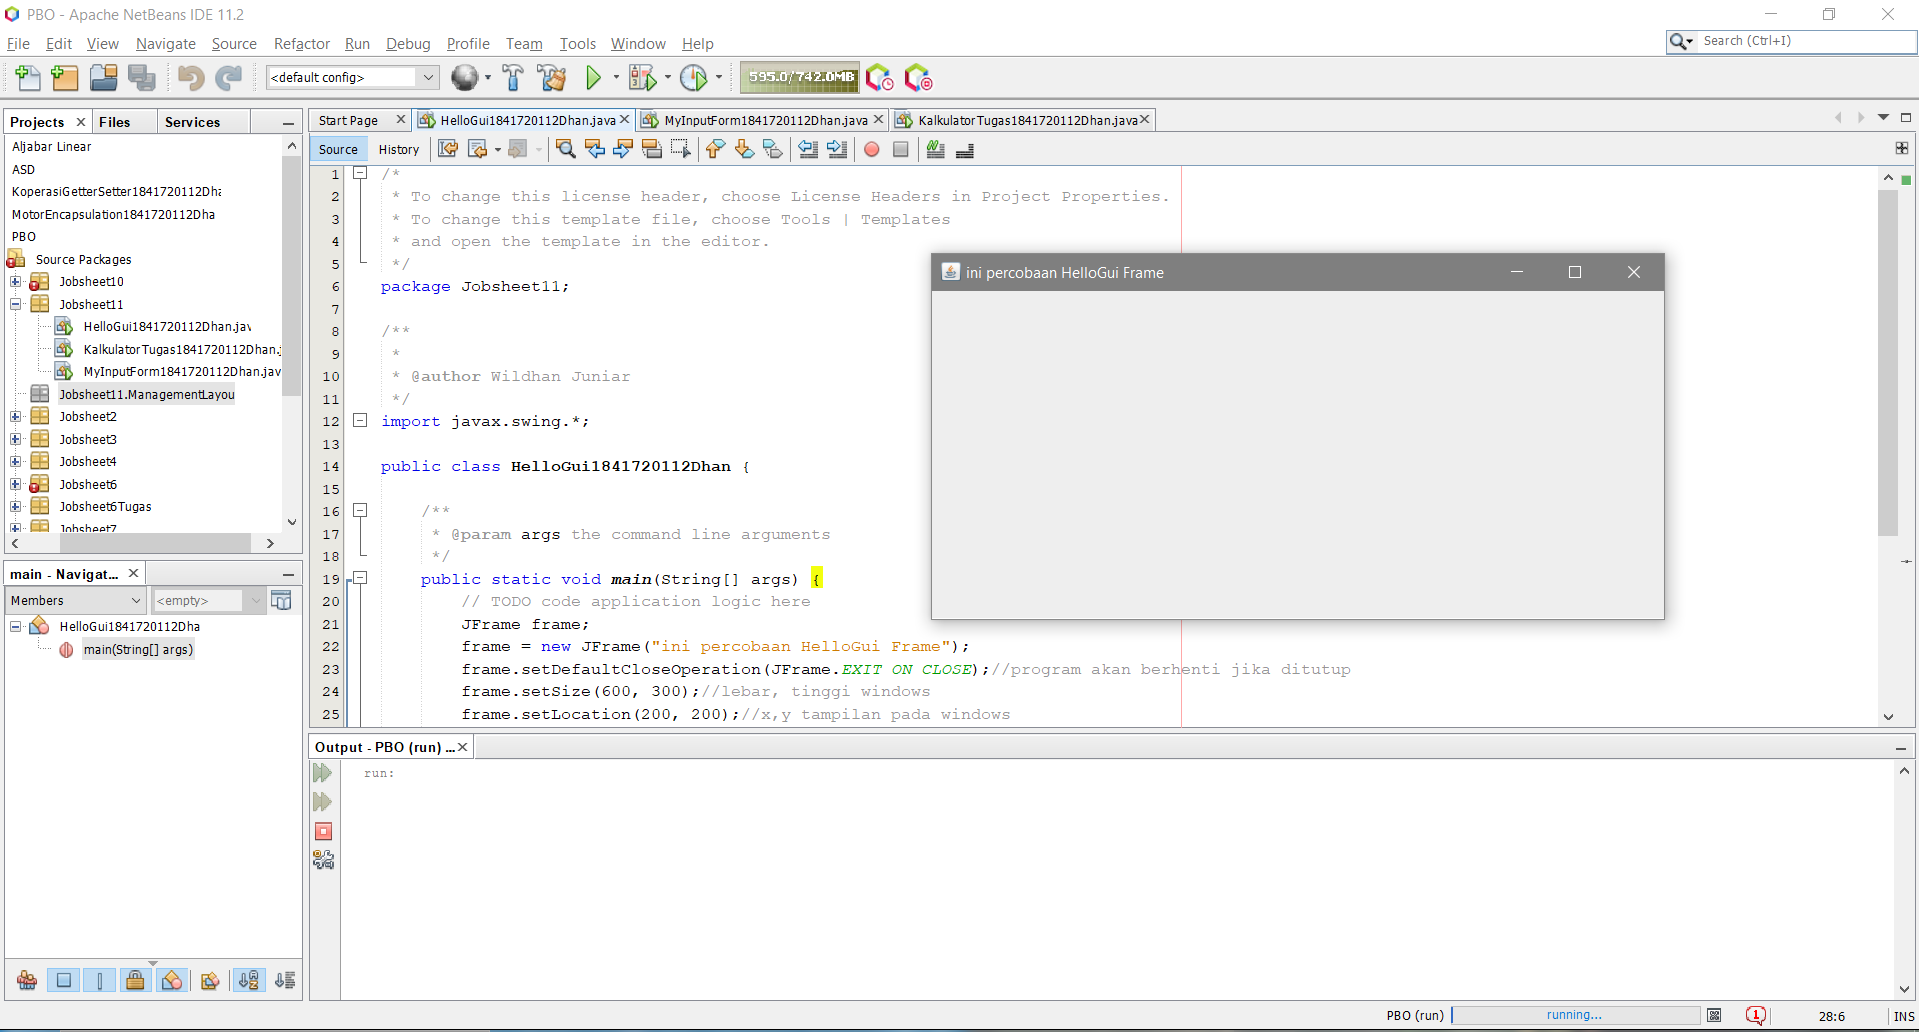 PBO - Apache NetBeans IDE 11.2
File Edit View Navigate Source Refactor Run Debug Profile Team Tools Window Help
Search (Ctrl+I)
<default config>
595.0/742.0MB
Projects Files Services
Start Page HelloGui1841720112Dhan.java MyInputForm1841720112Dhan.java KalkulatorTugas1841720112Dhan.java
Source History
Aljabar Linear
ASD
KoperasiGetterSetter1841720112Dha
MotorEncapsulation1841720112Dha
PBO
Source Packages
Jobsheet10
Jobsheet11
HelloGui1841720112Dhan.jav
KalkulatorTugas1841720112Dhan.j
MyInputForm1841720112Dhan.jav
Jobsheet11.ManagementLayou
Jobsheet2
Jobsheet3
Jobsheet4
Jobsheet6
Jobsheet6Tugas
Jobsheet7
main - Navigat...
Members <empty>
HelloGui1841720112Dha
main(String[] args)
1 /*
2 * To change this license header, choose License Headers in Project Properties.
3 * To change this template file, choose Tools | Templates
4 * and open the template in the editor.
5 */
6 package Jobsheet11;
7
8 /**
9 *
10 * @author Wildhan Juniar
11 */
12 import javax.swing.*;
13
14 public class HelloGui1841720112Dhan {
15
16 /**
17 * @param args the command line arguments
18 */
19 public static void main(String[] args) {
20 // TODO code application logic here
21 JFrame frame;
22 frame = new JFrame("ini percobaan HelloGui Frame");
23 frame.setDefaultCloseOperation(JFrame.EXIT_ON_CLOSE);//program akan berhenti jika ditutup
24 frame.setSize(600, 300);//lebar, tinggi windows
25 frame.setLocation(200, 200);//x,y tampilan pada windows
ini percobaan HelloGui Frame
Output - PBO (run) ...
run:
PBO (run) running... 1 28:6 INS